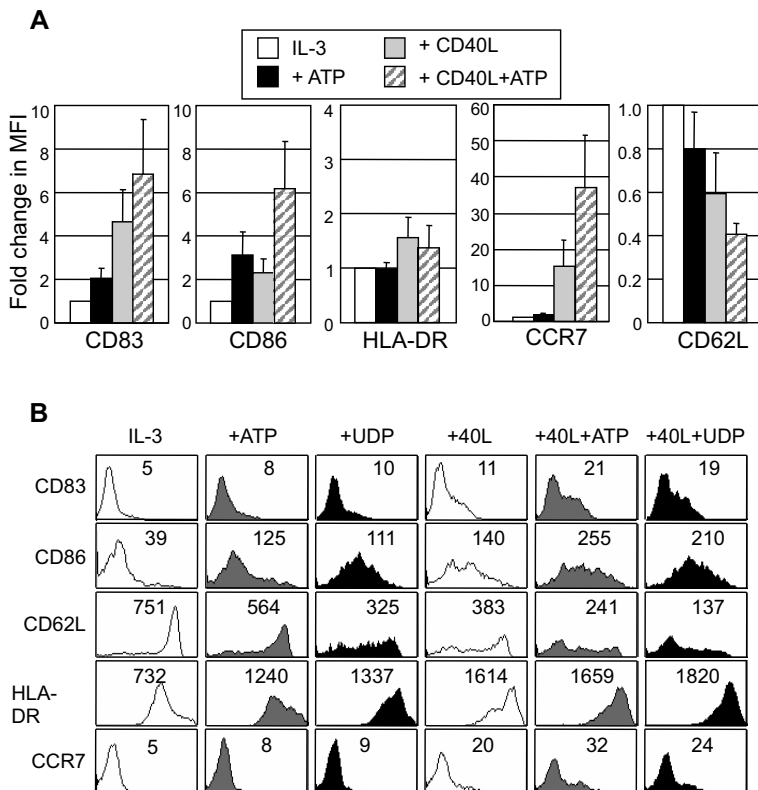 A
IL-3
+ CD40L
+ ATP
+ CD40L+ATP
Fold change in MFI
10
8
6
4
2
0
CD83
10
8
6
4
2
0
CD86
4
3
2
1
0
HLA-DR
60
50
40
30
20
10
0
CCR7
1.0
0.8
0.6
0.4
0.2
0
CD62L
B
IL-3 +ATP +UDP +40L +40L+ATP +40L+UDP
CD83 5 8 10 11 21 19
CD86 39 125 111 140 255 210
CD62L 751 564 325 383 241 137
HLA-
DR 732 1240 1337 1614 1659 1820
CCR7 5 8 9 20 32 24